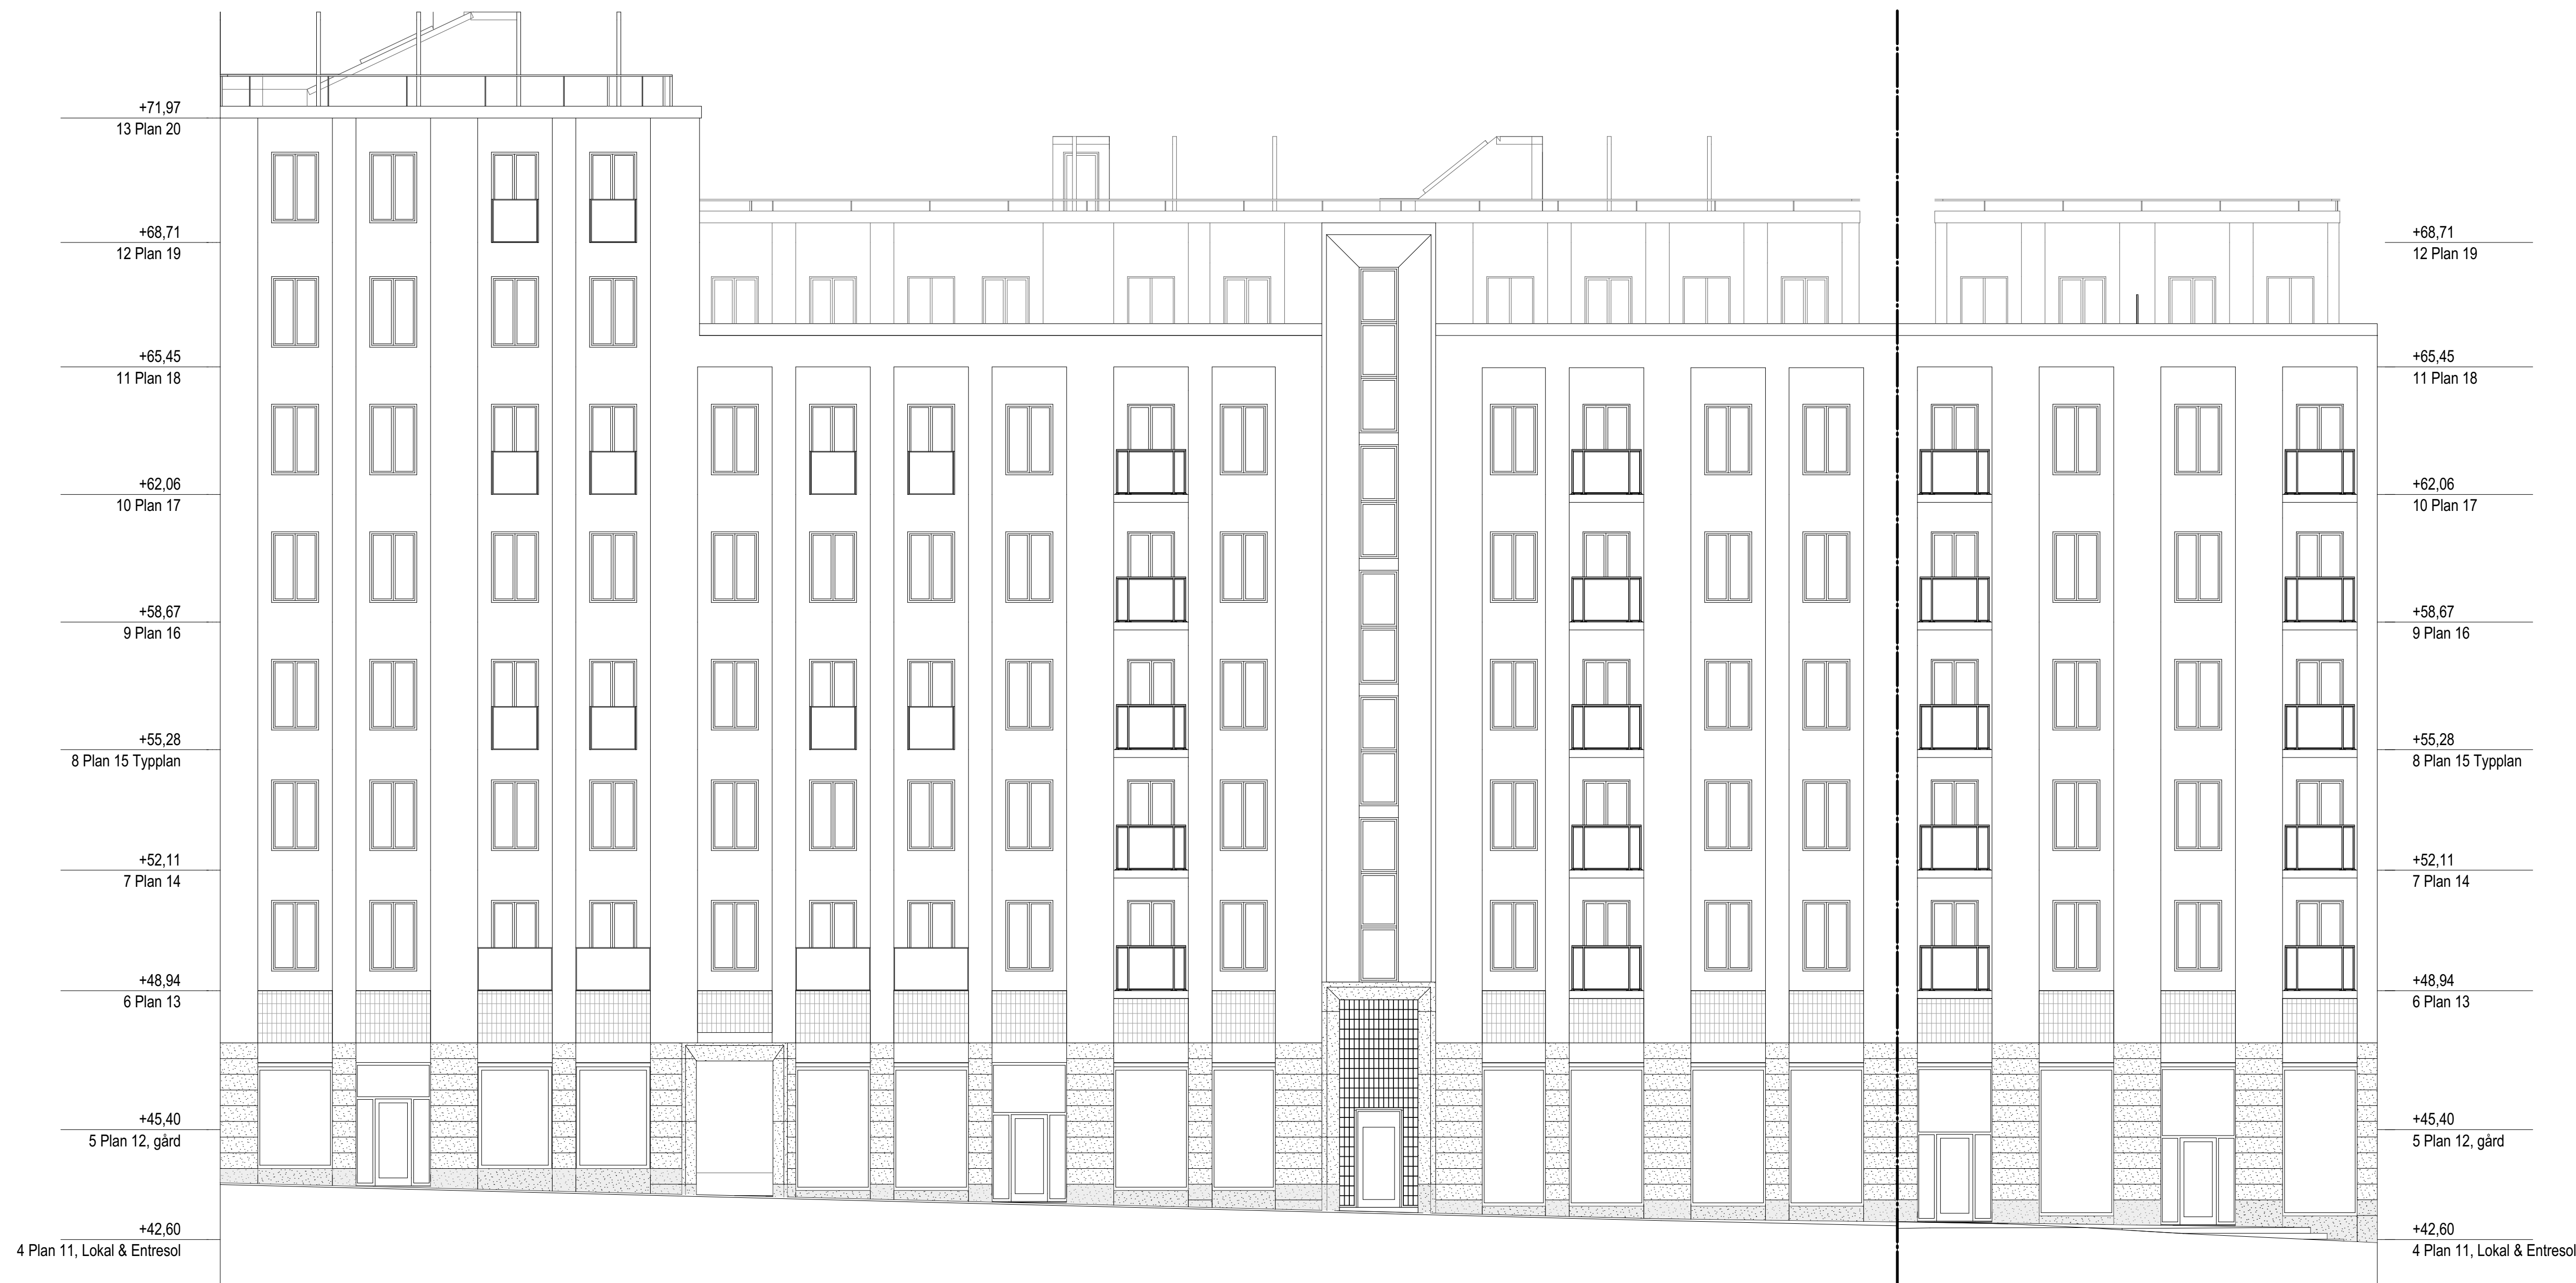 +71,97
13 Plan 20
+68,71
12 Plan 19
+68,71
12 Plan 19
+65,45
11 Plan 18
+65,45
11 Plan 18
+62,06
10 Plan 17
+62,06
10 Plan 17
+58,67
9 Plan 16
+58,67
9 Plan 16
+55,28
8 Plan 15 Typplan
+55,28
8 Plan 15 Typplan
+52,11
7 Plan 14
+52,11
7 Plan 14
+48,94
6 Plan 13
+48,94
6 Plan 13
+45,40
5 Plan 12, gård
+45,40
5 Plan 12, gård
+42,60
4 Plan 11, Lokal & Entresol
+42,60
4 Plan 11, Lokal & Entresol